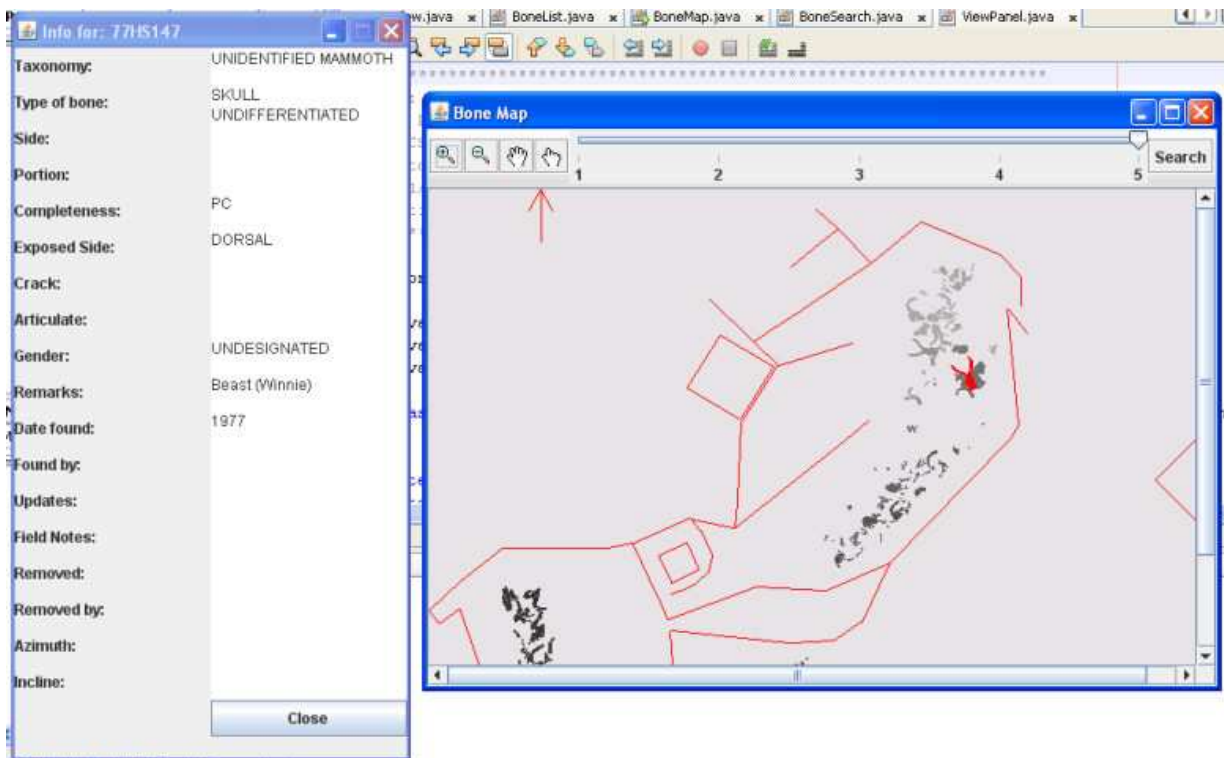 w.java x BoneList.java x BoneMap.java x BoneSearch.java x ViewPanel.java x
Info for: 77HS147
Taxonomy: UNIDENTIFIED MAMMOTH
Type of bone: SKULL
UNDIFFERENTIATED
Side:
Portion:
Completeness: PC
Exposed Side: DORSAL
Crack:
Articulate:
Gender: UNDESIGNATED
Remarks: Beast (Winnie)
Date found: 1977
Found by:
Updates:
Field Notes:
Removed:
Removed by:
Azimuth:
Incline:
Close
Bone Map
1 2 3 4 5
Search